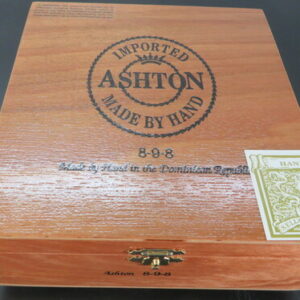 IMPORTED
ASHTON
MADE BY HAND
8-9-8
Made by Hand in the Dominican Republic
HAN
Ashton 8-9-8